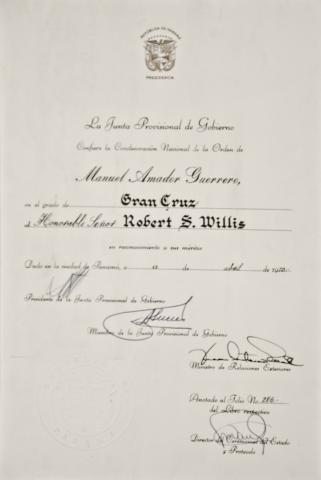 REPÚBLICA DE PANAMÁ
PRESIDENCIA
La Junta Provisional de Gobierno
Confiere la Condecoración Nacional de la Orden de
Manuel Amador Guerrero,
en el grado de Gran Cruz
al Honorable Señor Robert S. Willis
en reconocimiento a sus méritos
Dado en la ciudad de Panamá, a de abril de
Presidente de la Junta Provisional de Gobierno
Miembro de la Junta Provisional de Gobierno
Ministro de Relaciones Exteriores
Anotado al Folio No. 286.-
del Libro respectivo
Director de Ceremonial del Estado
y Protocolo